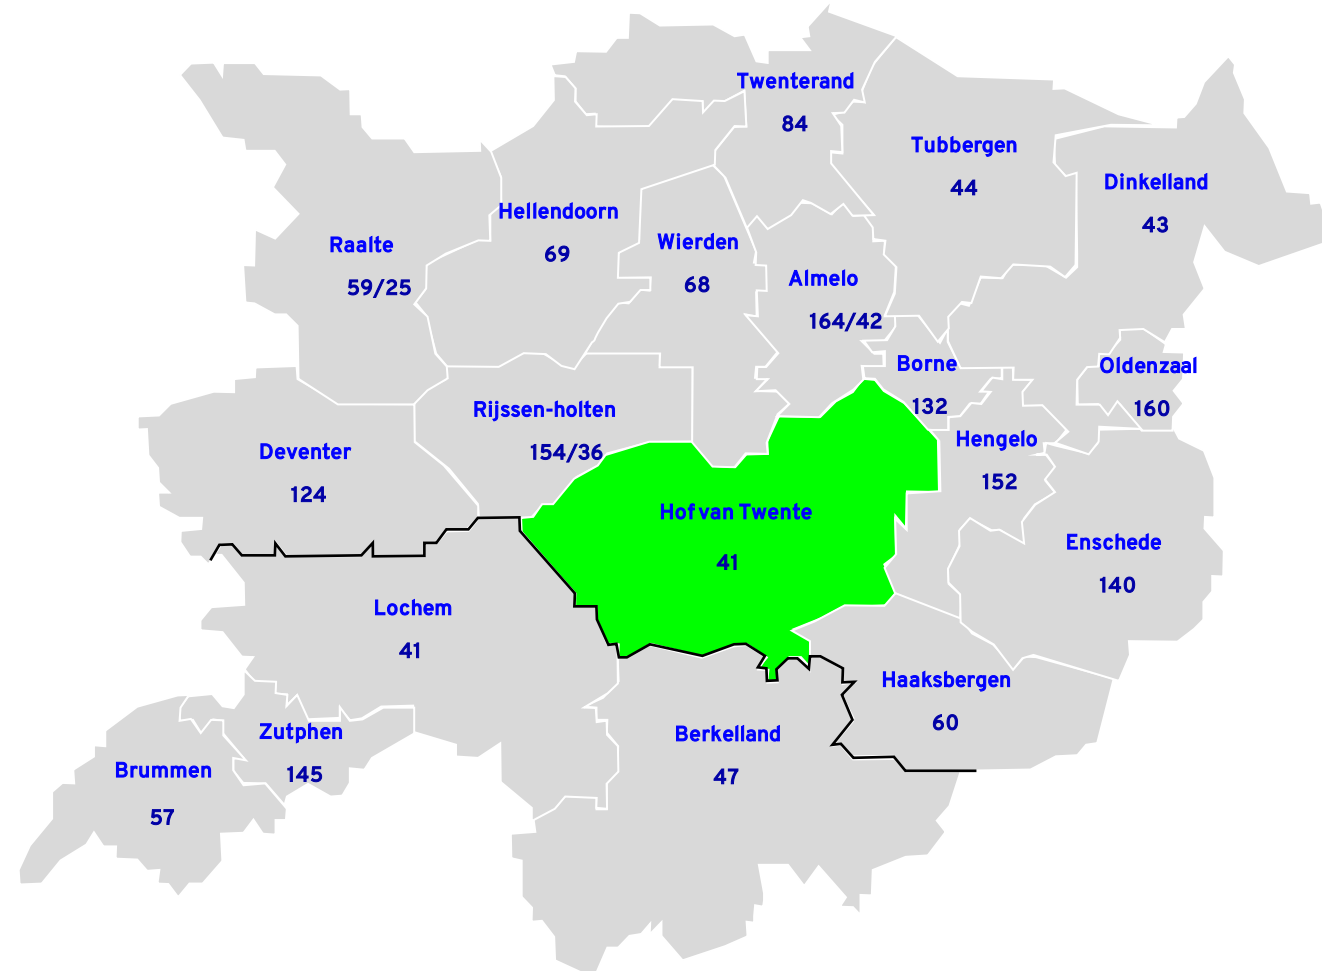 Twenterand
84
Tubbergen
44
Dinkelland
43
Hellendoorn
69
Raalte
59/25
Wierden
68
Almelo
164/42
Borne
132
Oldenzaal
160
Rijssen-holten
154/36
Hengelo
152
Deventer
124
Hof van Twente
41
Enschede
140
Lochem
41
Haaksbergen
60
Zutphen
145
Berkelland
47
Brummen
57